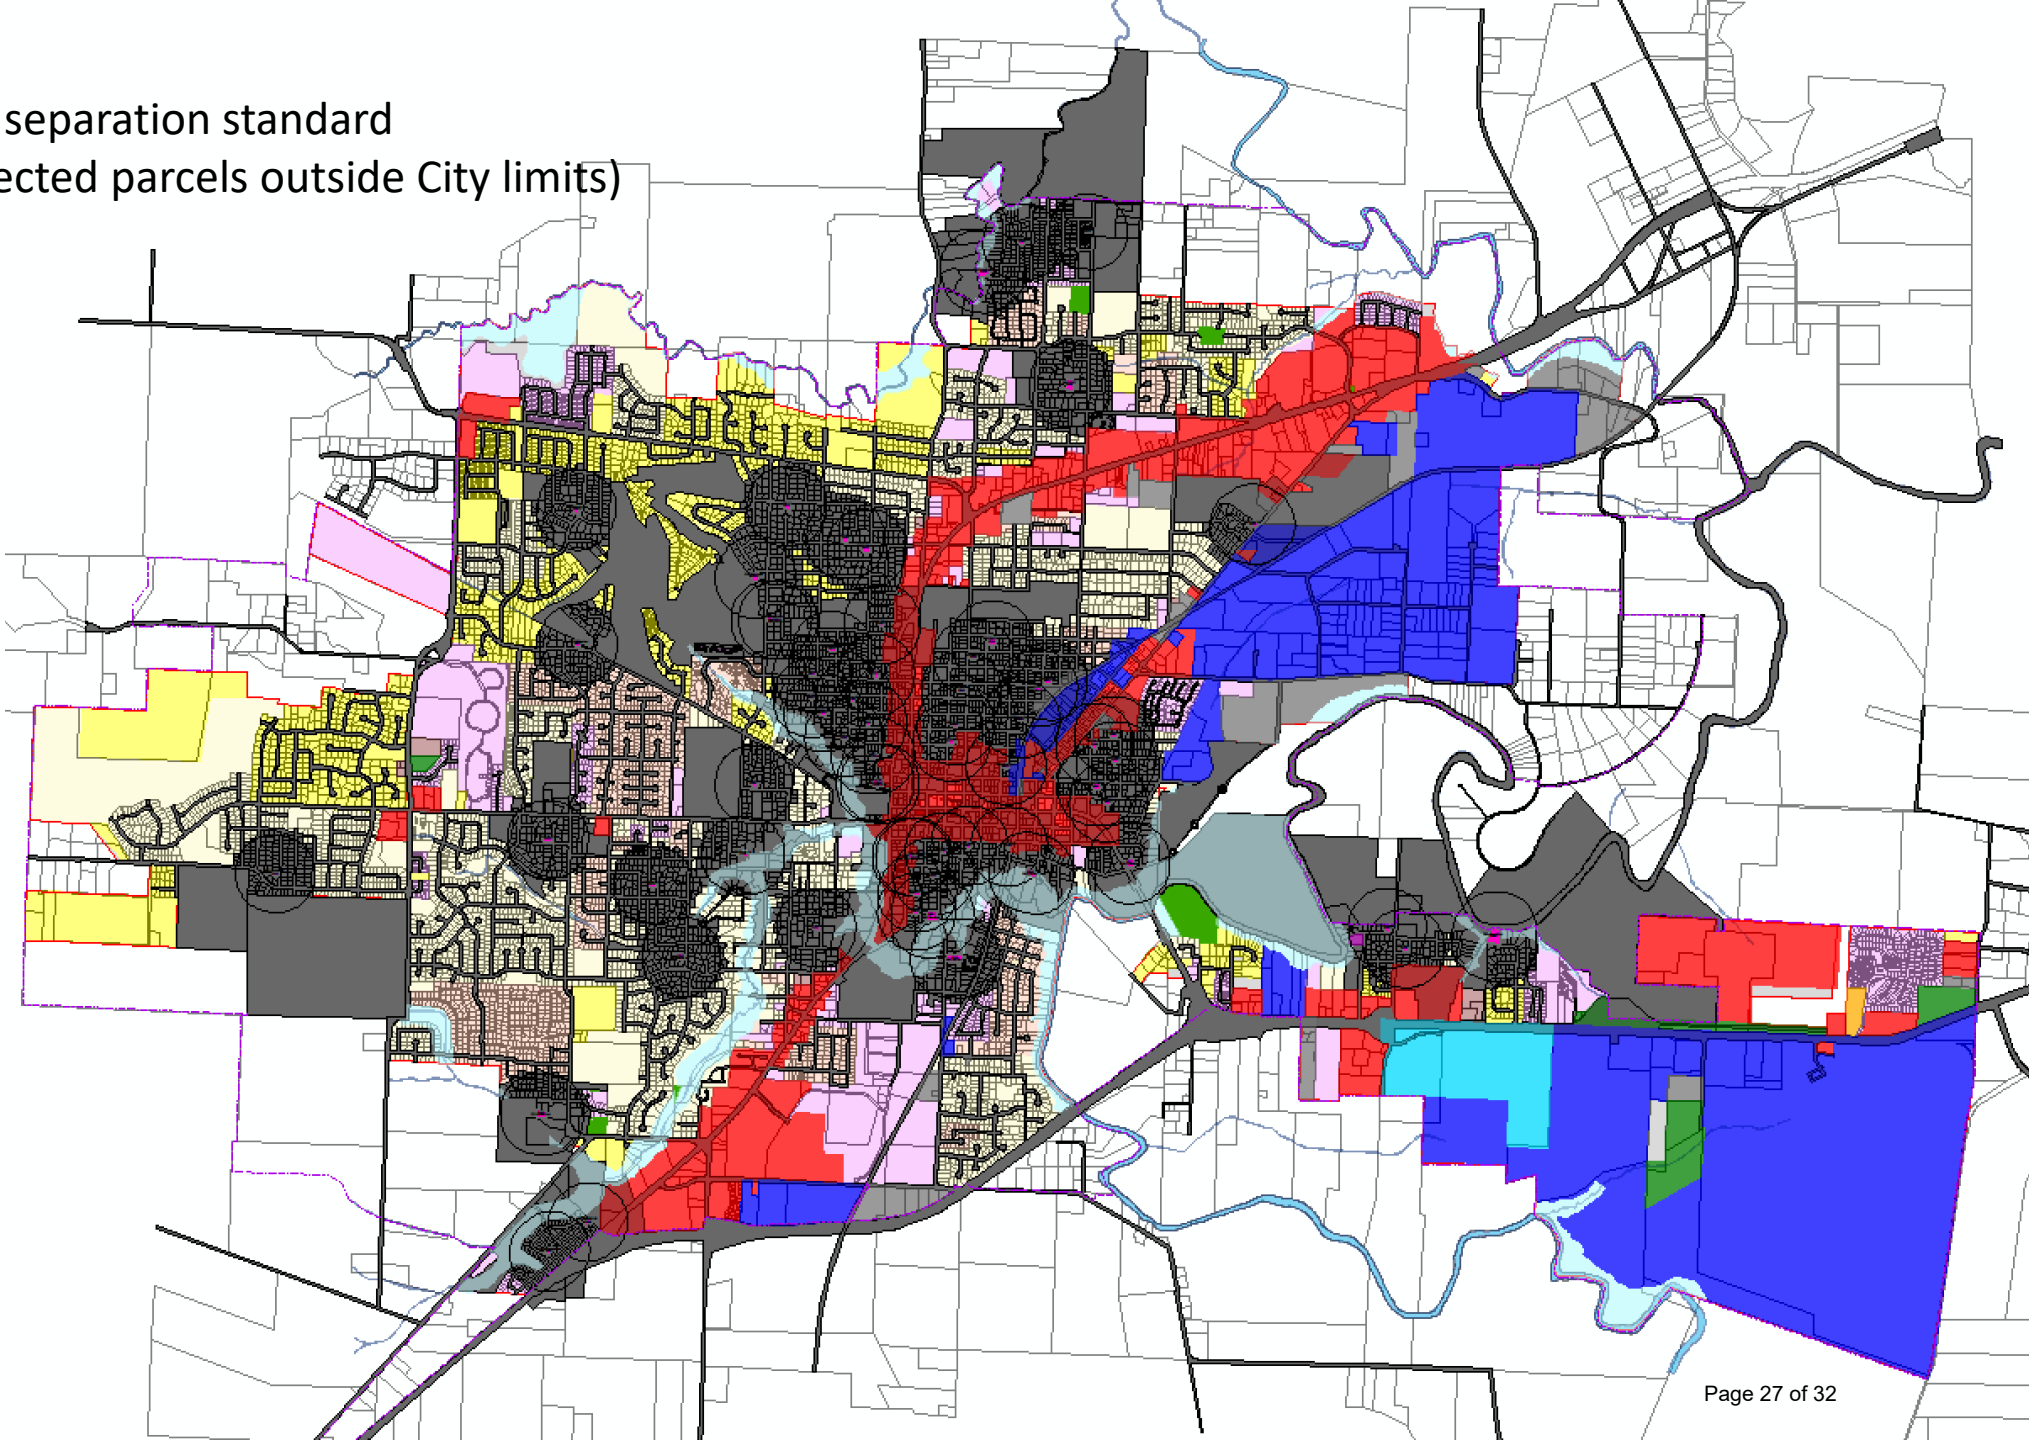 separation standard
ected parcels outside City limits)
Page 27 of 32